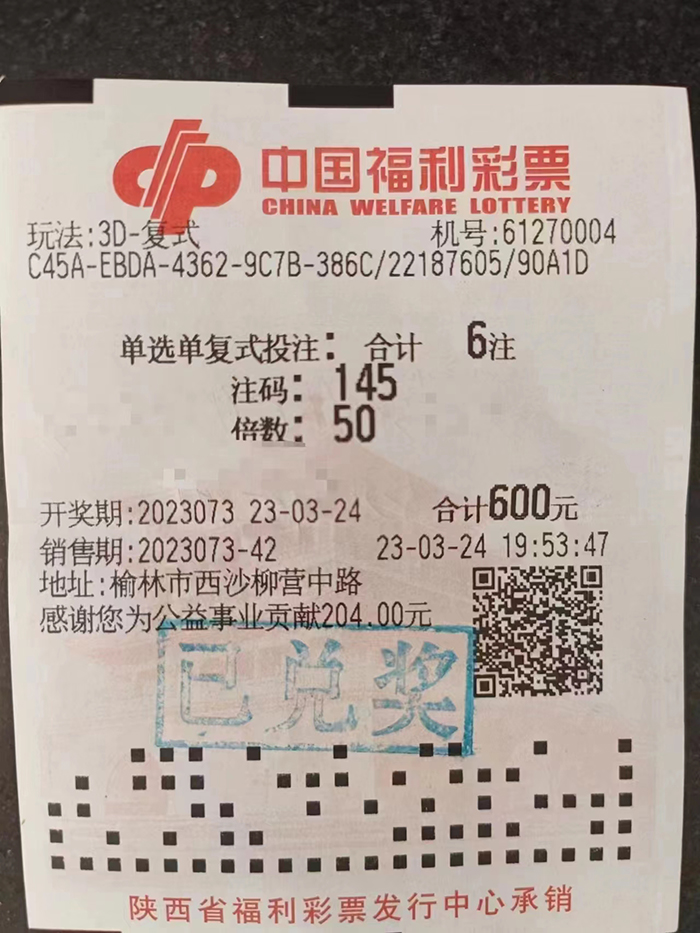 中国福利彩票
CHINA WELFARE LOTTERY
玩法:3D-复式 机号:61270004
C45A-EBDA-4362-9C7B-386C/22187605/90A1D
单选单复式投注: 合计 6注
注码: 145
倍数: 50
开奖期:2023073 23-03-24 合计600元
销售期:2023073-42 23-03-24 19:53:47
地址:榆林市西沙柳营中路
感谢您为公益事业贡献204.00元
已兑奖
陕西省福利彩票发行中心承销